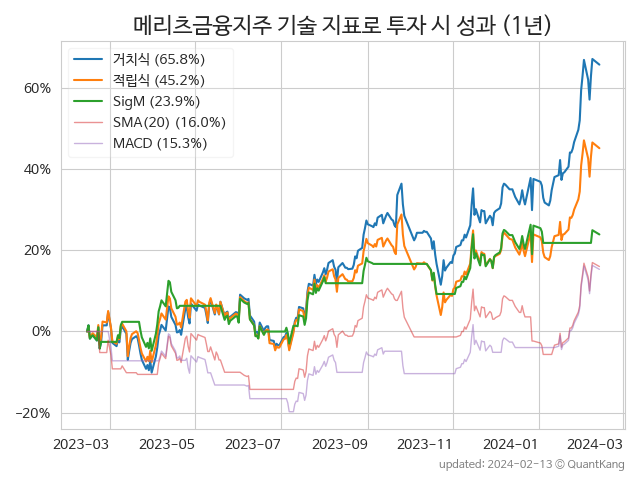 메리츠금융지주 기술 지표로 투자 시 성과 (1년)
거치식 (65.8%)
적립식 (45.2%)
SigM (23.9%)
SMA(20) (16.0%)
MACD (15.3%)
60%
40%
20%
0%
−20%
2023-03 2023-05 2023-07 2023-09 2023-11 2024-01 2024-03
updated: 2024-02-13 © QuantKang